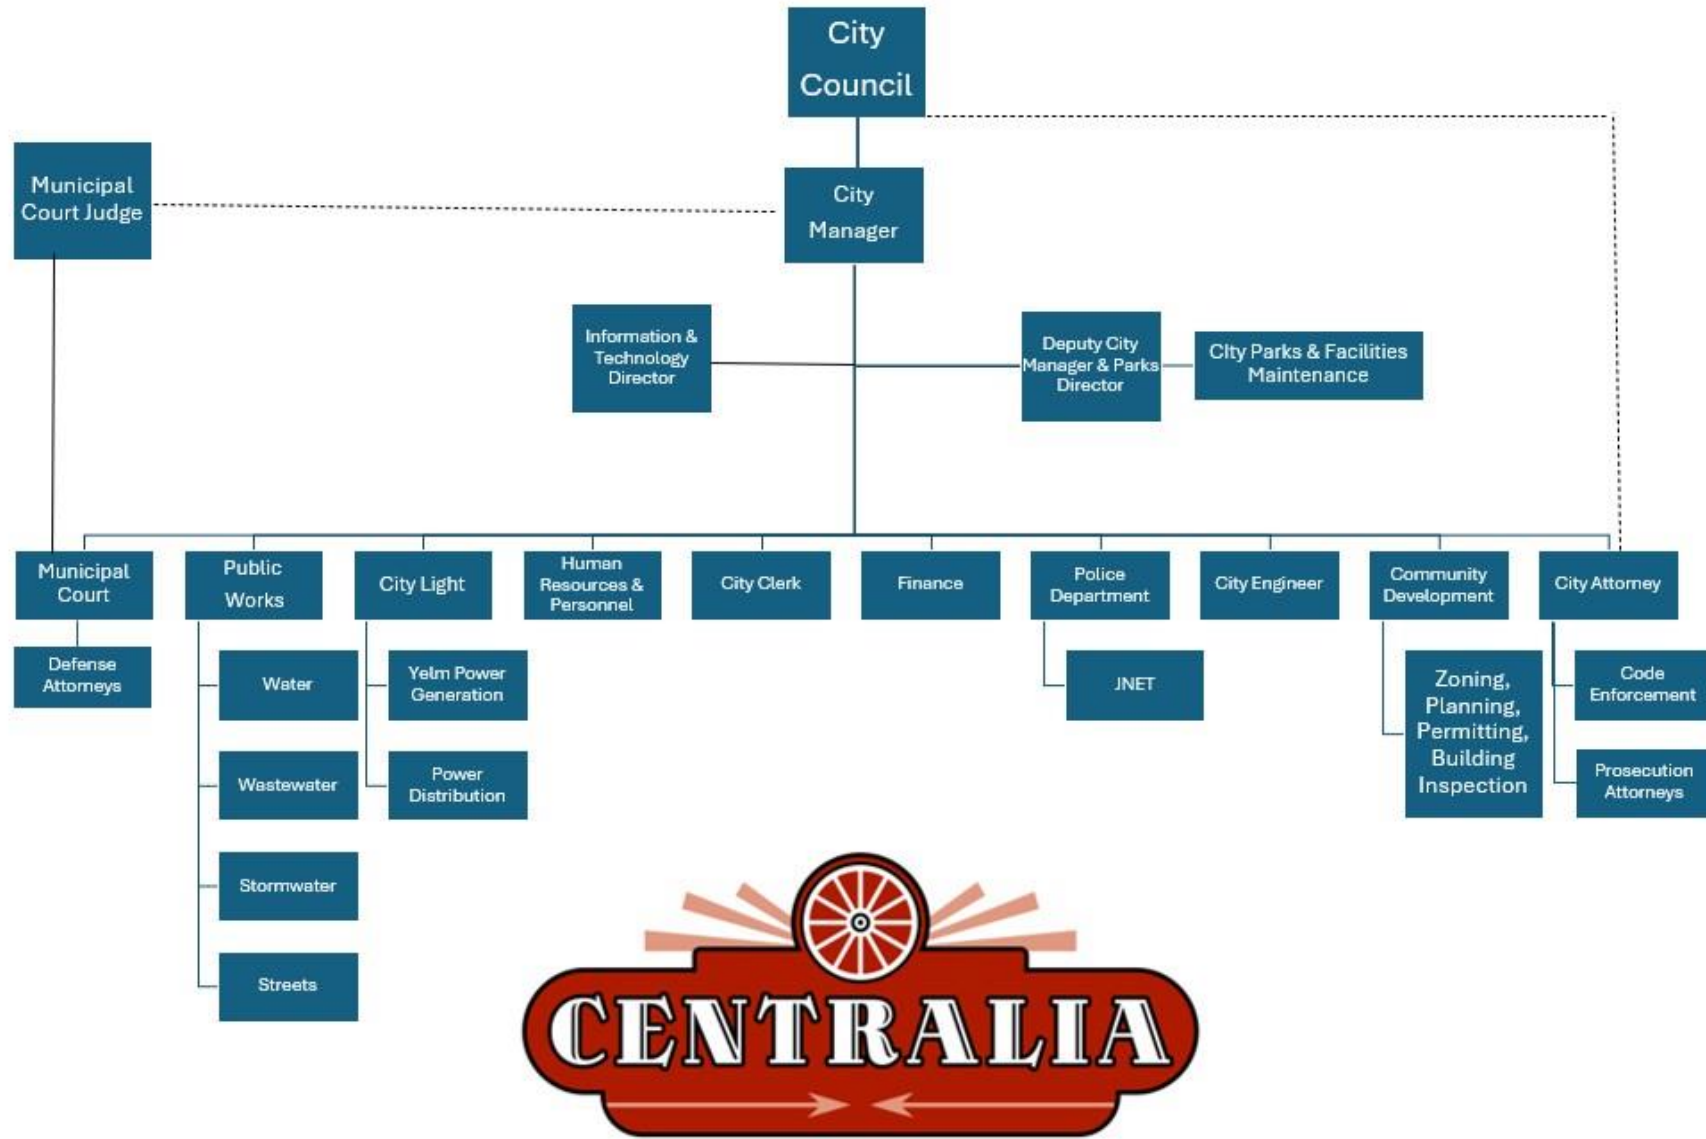 City
Council
Municipal
Court Judge
City
Manager
Information &
Technology
Director
Deputy City
Manager & Parks
Director
CIty Parks & Facilities
Maintenance
Municipal
Court
Public
Works
City Light
Human
Resources &
Personnel
City Clerk
Finance
Police
Department
City Engineer
Community
Development
City Attorney
Defense
Attorneys
Water
Yelm Power
Generation
JNET
Zoning,
Planning,
Permitting,
Building
Inspection
Code
Enforcement
Wastewater
Power
Distribution
Prosecution
Attorneys
Stormwater
Streets
CENTRALIA